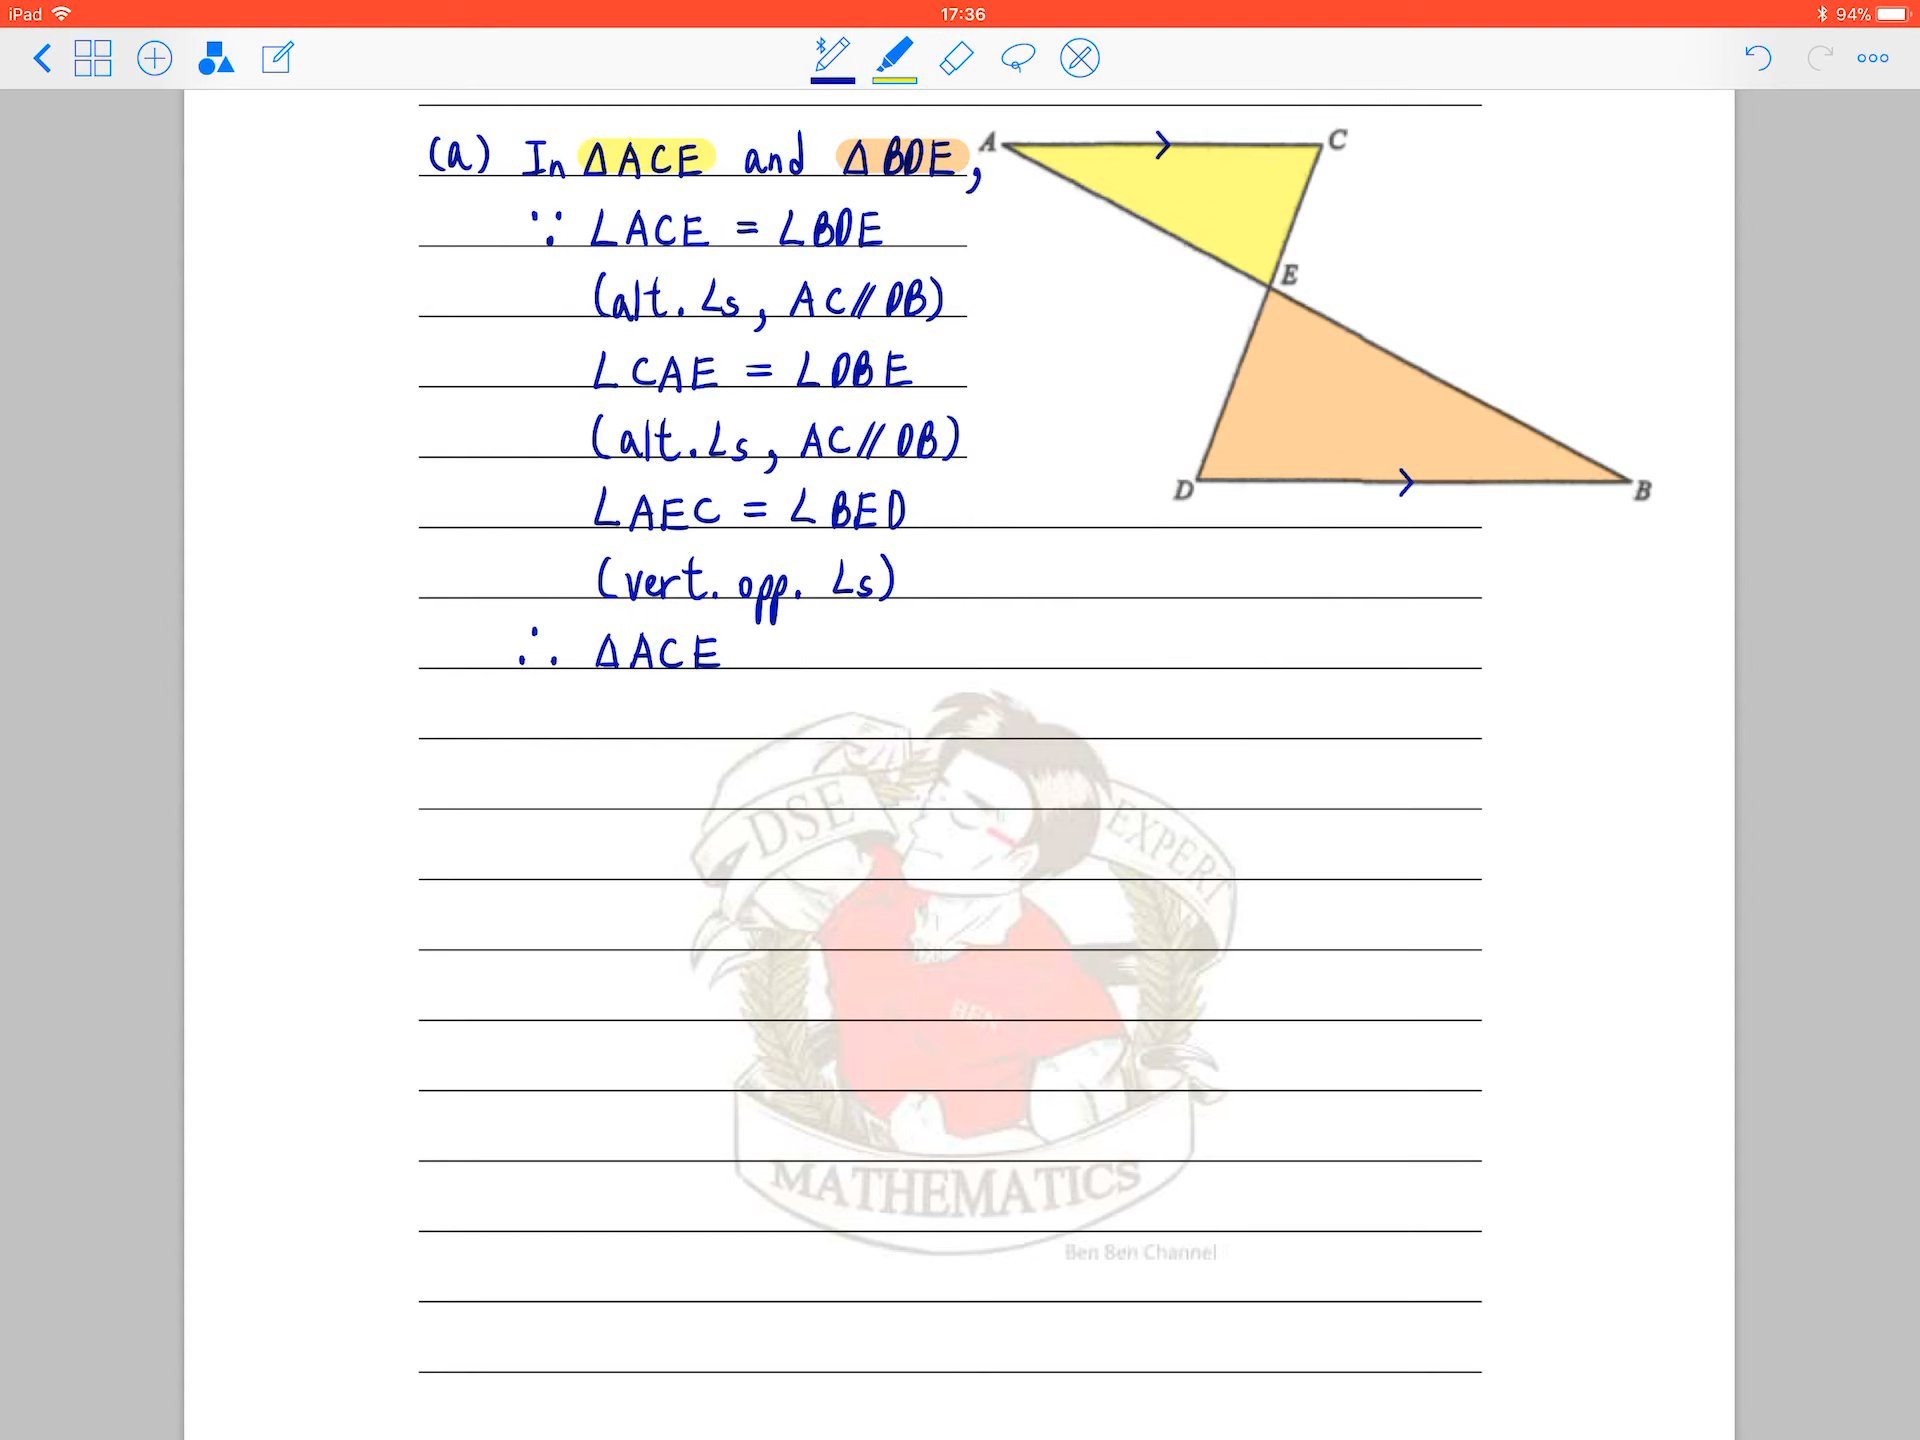 iPad 17:36 94%
(a) In ΔACE and ΔBDE,
∵ ∠ACE = ∠BDE
(alt. ∠s, AC//DB)
∠CAE = ∠DBE
(alt. ∠s, AC//DB)
∠AEC = ∠BED
(vert. opp. ∠s)
∴ ΔACE
A C
E
D B
DSE EXPERT
BEN
MATHEMATICS
Ben Ben Channel